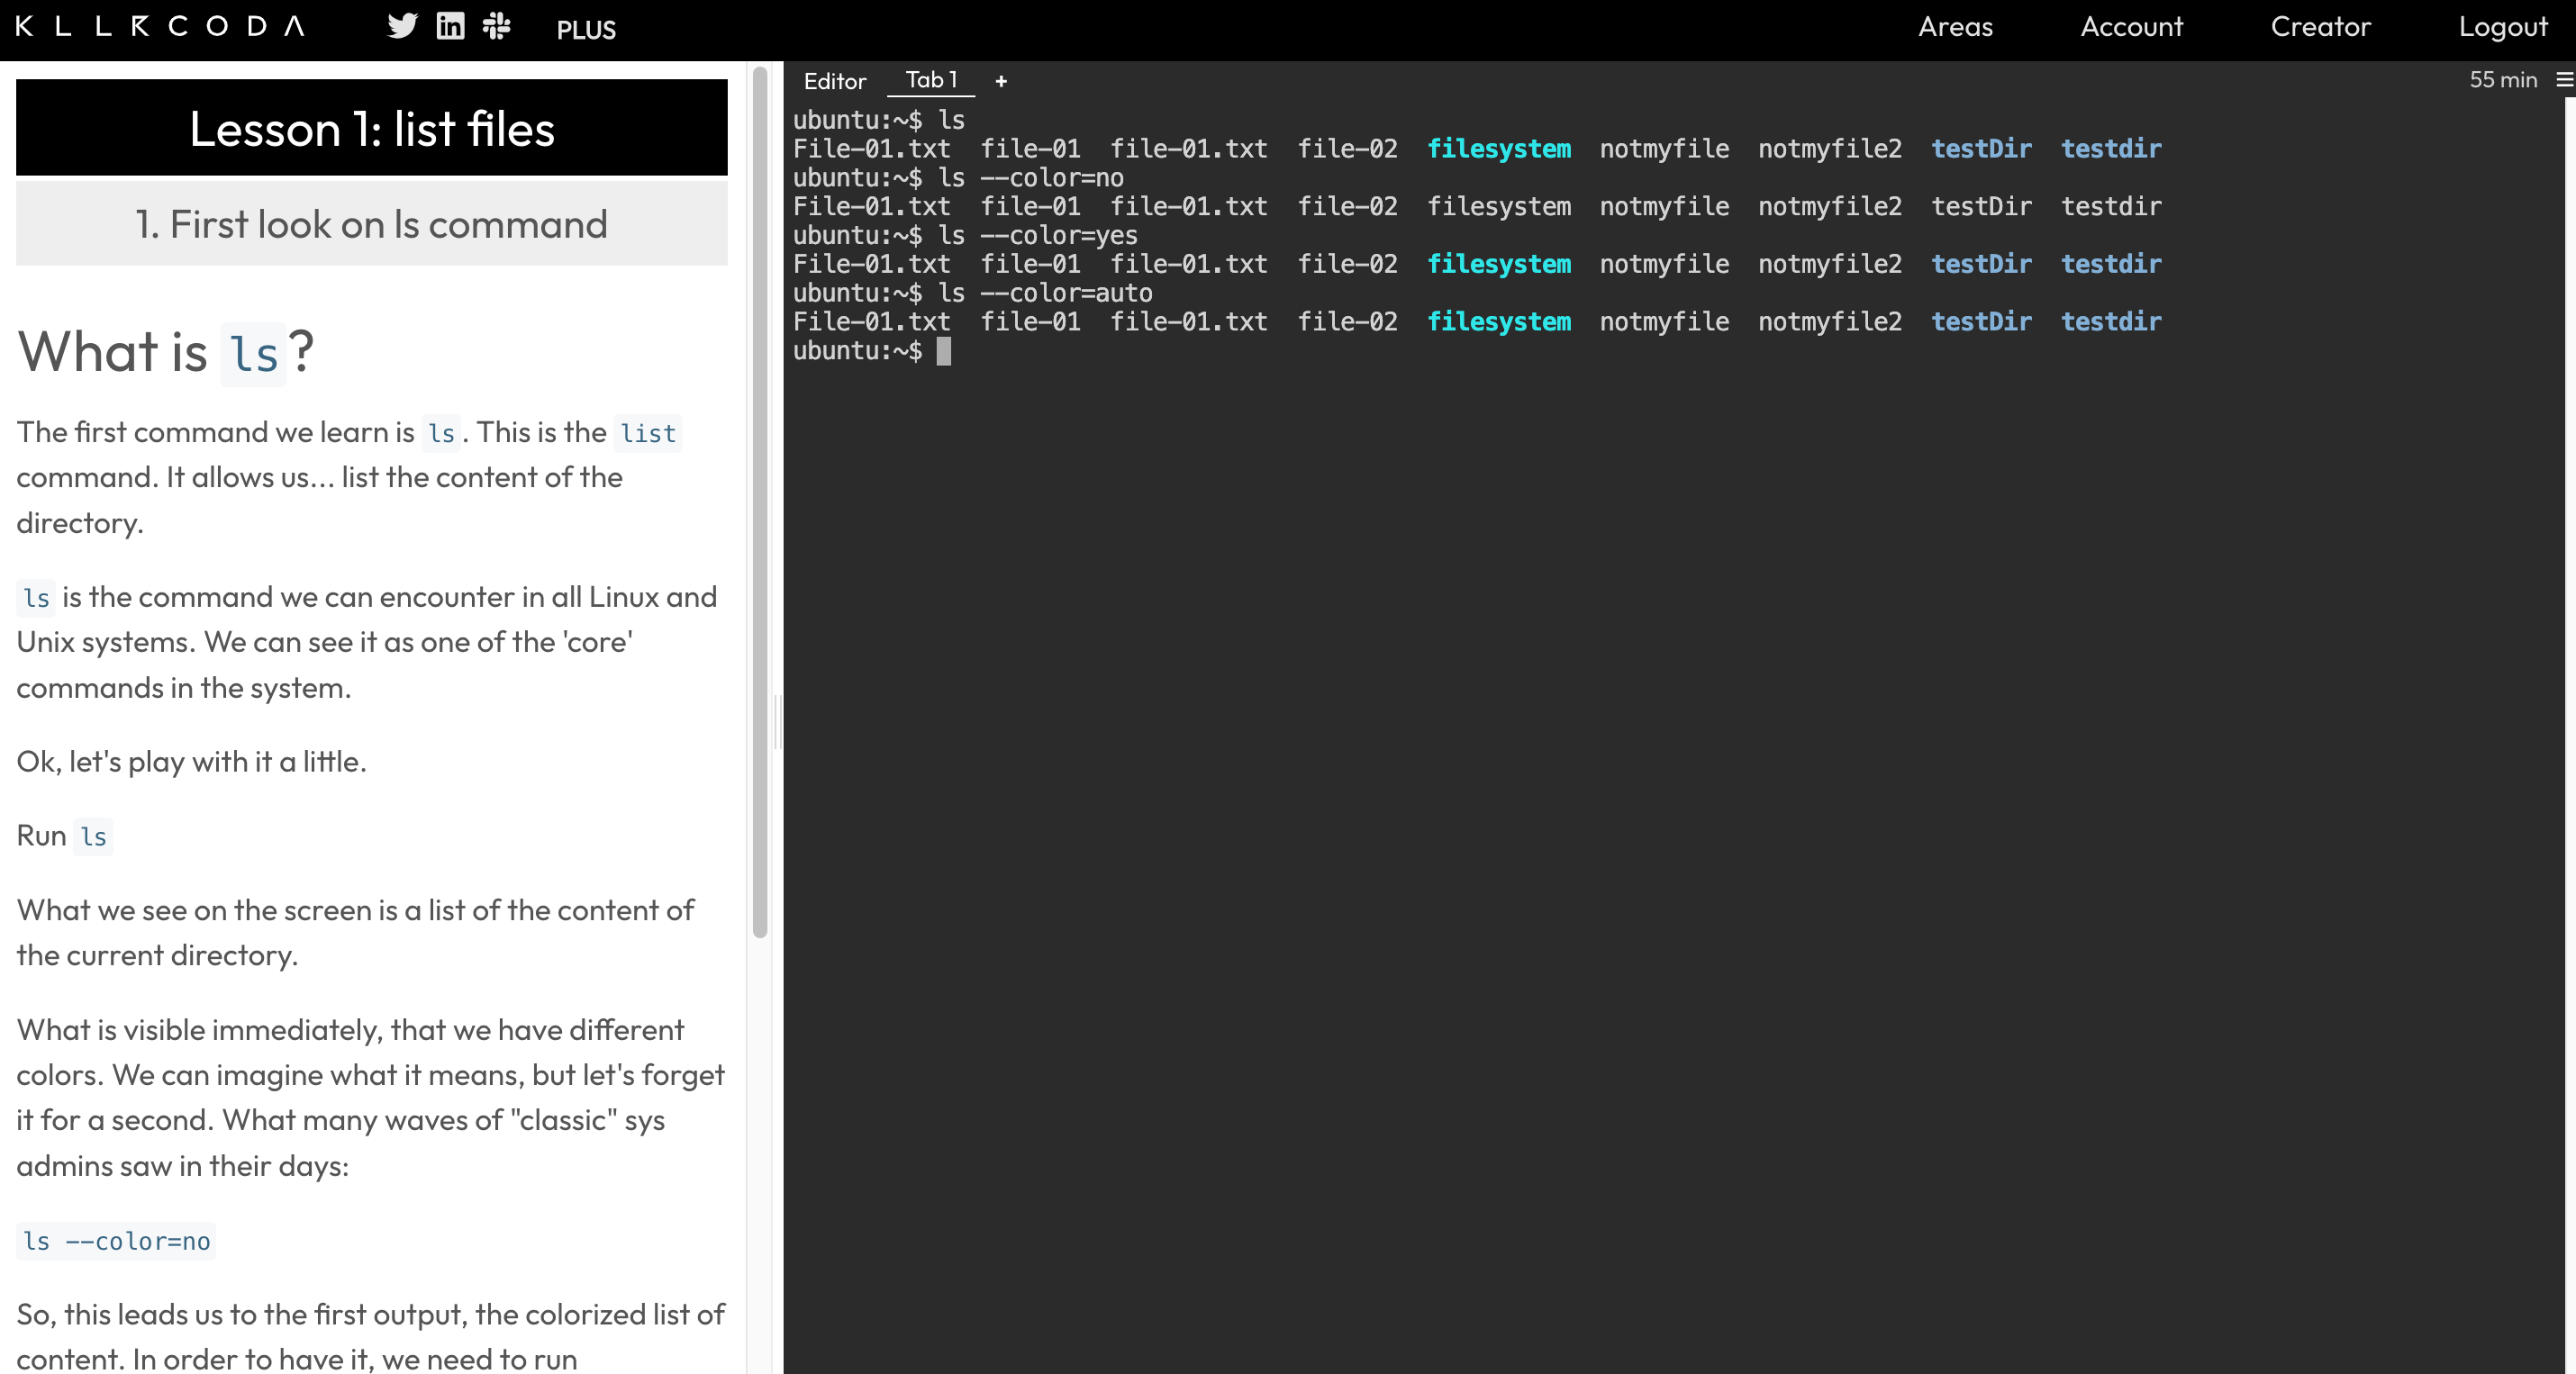 KLLRCODA PLUS Areas Account Creator Logout
Lesson 1: list files
1. First look on ls command
What is ls?
The first command we learn is ls. This is the list
command. It allows us... list the content of the
directory.
ls is the command we can encounter in all Linux and
Unix systems. We can see it as one of the 'core'
commands in the system.
Ok, let's play with it a little.
Run ls
What we see on the screen is a list of the content of
the current directory.
What is visible immediately, that we have different
colors. We can imagine what it means, but let's forget
it for a second. What many waves of "classic" sys
admins saw in their days:
ls --color=no
So, this leads us to the first output, the colorized list of
content. In order to have it, we need to run
Editor Tab 1 + 55 min
ubuntu:~$ ls
File-01.txt file-01 file-01.txt file-02 filesystem notmyfile notmyfile2 testDir testdir
ubuntu:~$ ls --color=no
File-01.txt file-01 file-01.txt file-02 filesystem notmyfile notmyfile2 testDir testdir
ubuntu:~$ ls --color=yes
File-01.txt file-01 file-01.txt file-02 filesystem notmyfile notmyfile2 testDir testdir
ubuntu:~$ ls --color=auto
File-01.txt file-01 file-01.txt file-02 filesystem notmyfile notmyfile2 testDir testdir
ubuntu:~$